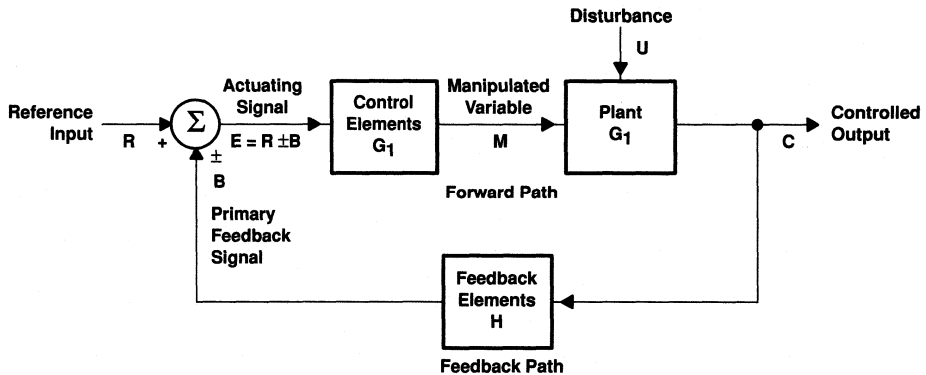 Disturbance
U
Actuating
Signal
Manipulated
Variable
Reference
Input
R
+
Σ
E = R ±B
Control
Elements
G1
M
Plant
G1
C
Controlled
Output
±
B
Forward Path
Primary
Feedback
Signal
Feedback
Elements
H
Feedback Path